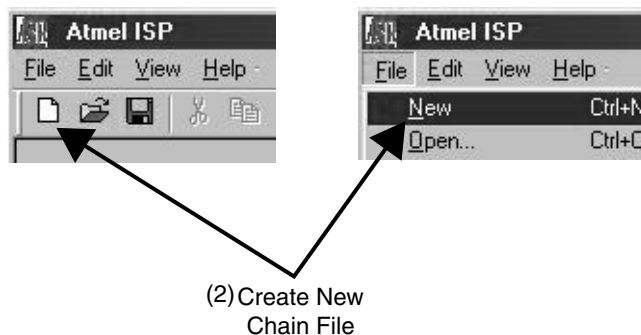 Atmel ISP
File Edit View Help
Atmel ISP
File Edit View Help
New Ctrl+N
Open...
(2) Create New
Chain File